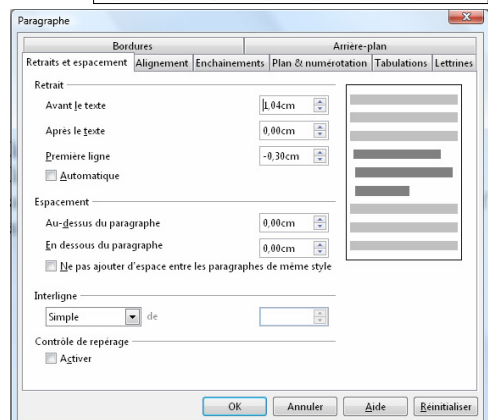 Paragraphe
Bordures Arrière-plan
Retraits et espacement Alignement Enchaînements Plan & numérotation Tabulations Lettrines
Retrait
Avant le texte 1,04cm
Après le texte 0,00cm
Première ligne -0,30cm
Automatique
Espacement
Au-dessus du paragraphe 0,00cm
En dessous du paragraphe 0,00cm
Ne pas ajouter d'espace entre les paragraphes de même style
Interligne
Simple de
Contrôle de repérage
Activer
OK Annuler Aide Réinitialiser